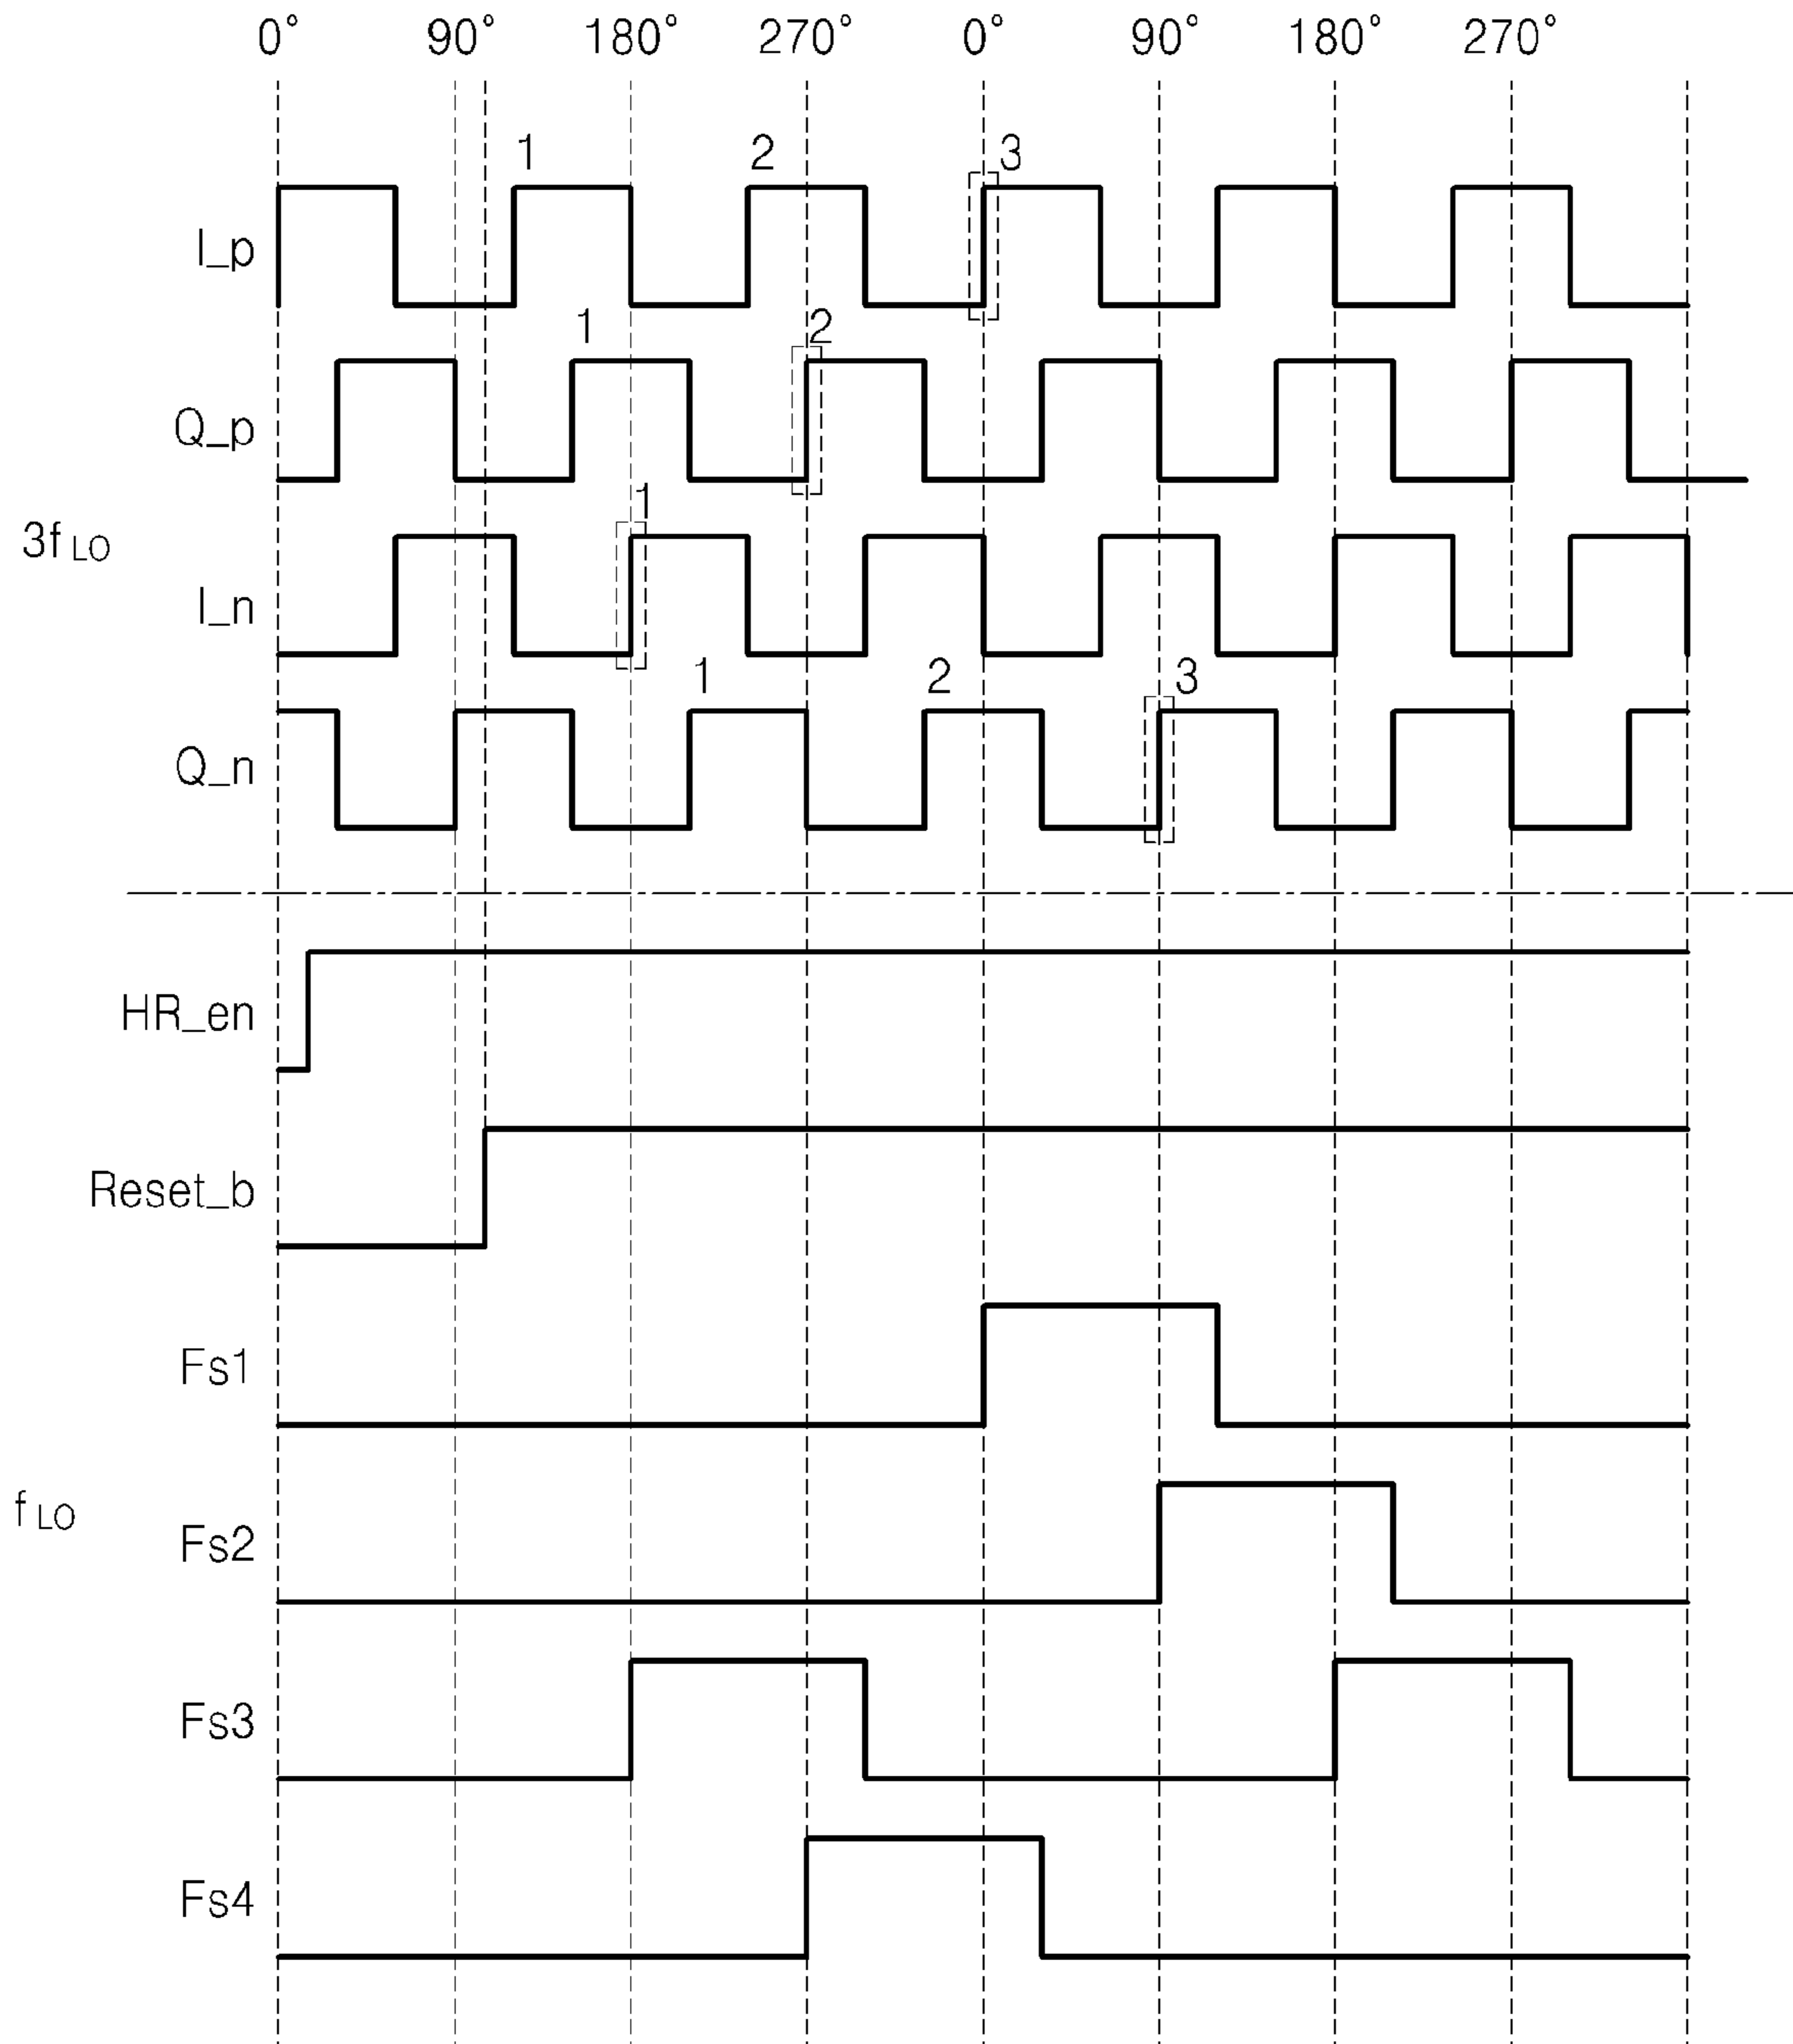 0° 90° 180° 270° 0° 90° 180° 270°
1 2 3
I_p
1 2
Q_p
1
3f LO
I_n
1 2 3
Q_n
HR_en
Reset_b
Fs1
f LO
Fs2
Fs3
Fs4